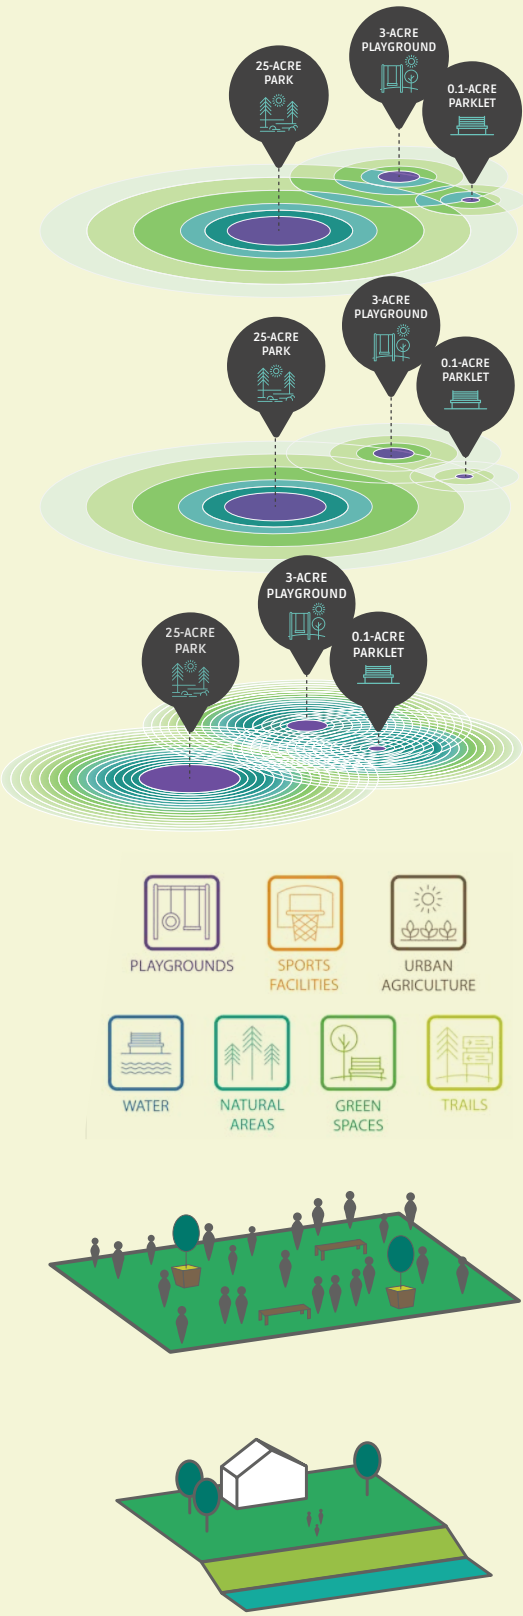 3-ACRE
PLAYGROUND
25-ACRE
PARK
0.1-ACRE
PARKLET
3-ACRE
PLAYGROUND
25-ACRE
PARK
0.1-ACRE
PARKLET
3-ACRE
PLAYGROUND
25-ACRE
PARK
0.1-ACRE
PARKLET
PLAYGROUNDS
SPORTS
FACILITIES
URBAN
AGRICULTURE
WATER
NATURAL
AREAS
GREEN
SPACES
TRAILS